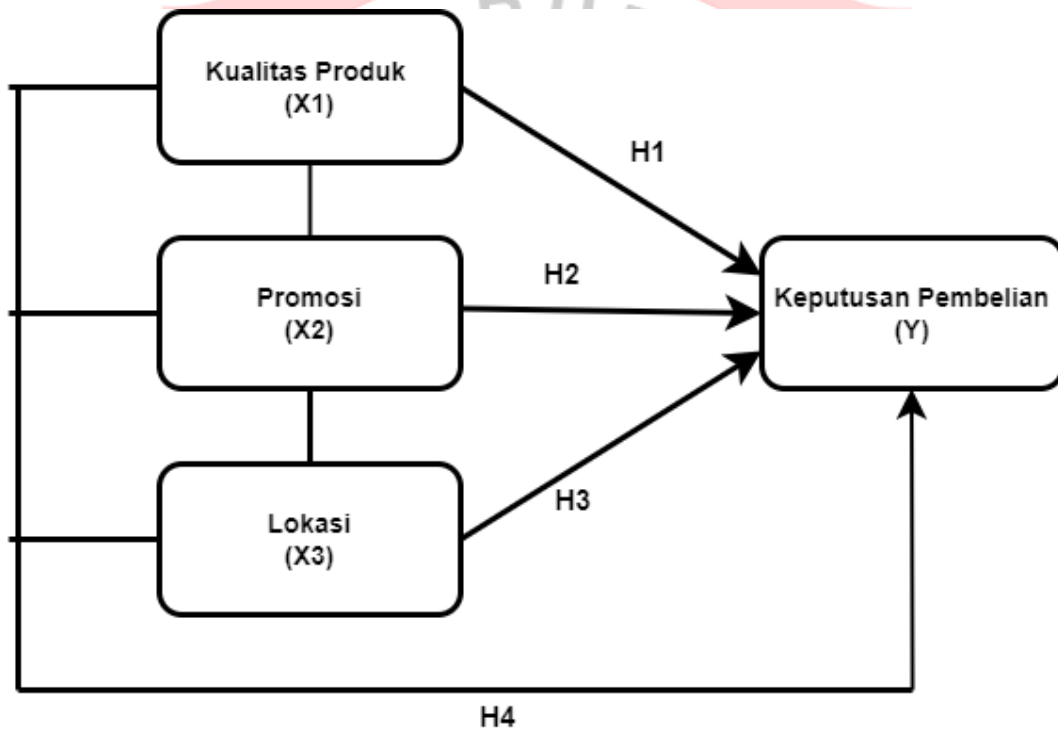 Kualitas Produk
(X1)
H1
Promosi
(X2)
H2
Keputusan Pembelian
(Y)
Lokasi
(X3)
H3
H4